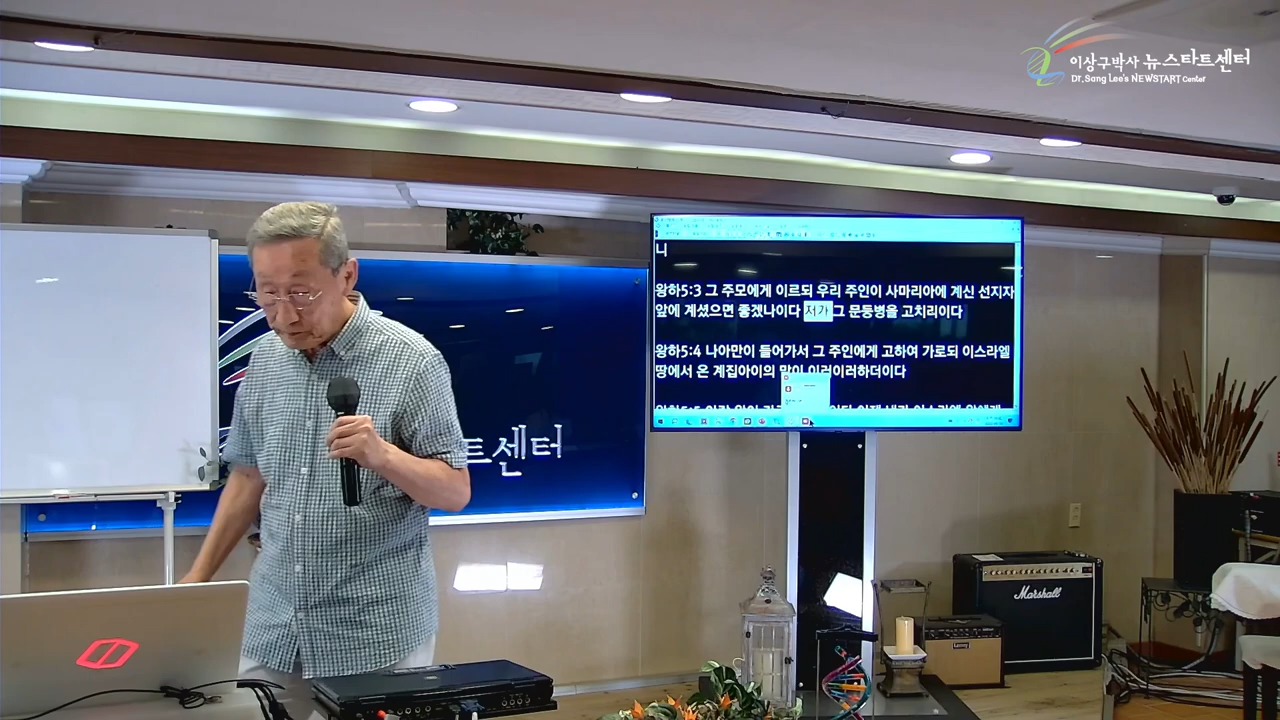 이상구박사 뉴스타트센터
Dr. Sang Lee's NEWSTART Center
니
왕하5:3 그 주모에게 이르되 우리 주인이 사마리아에 계신 선지자
앞에 계셨으면 좋겠나이다 저가 그 문둥병을 고치리이다
왕하5:4 나아만이 들어가서 그 주인에게 고하여 가로되 이스라엘
땅에서 온 계집아이의 말이 이러이러하더이다
트센터
Marshall
Laney